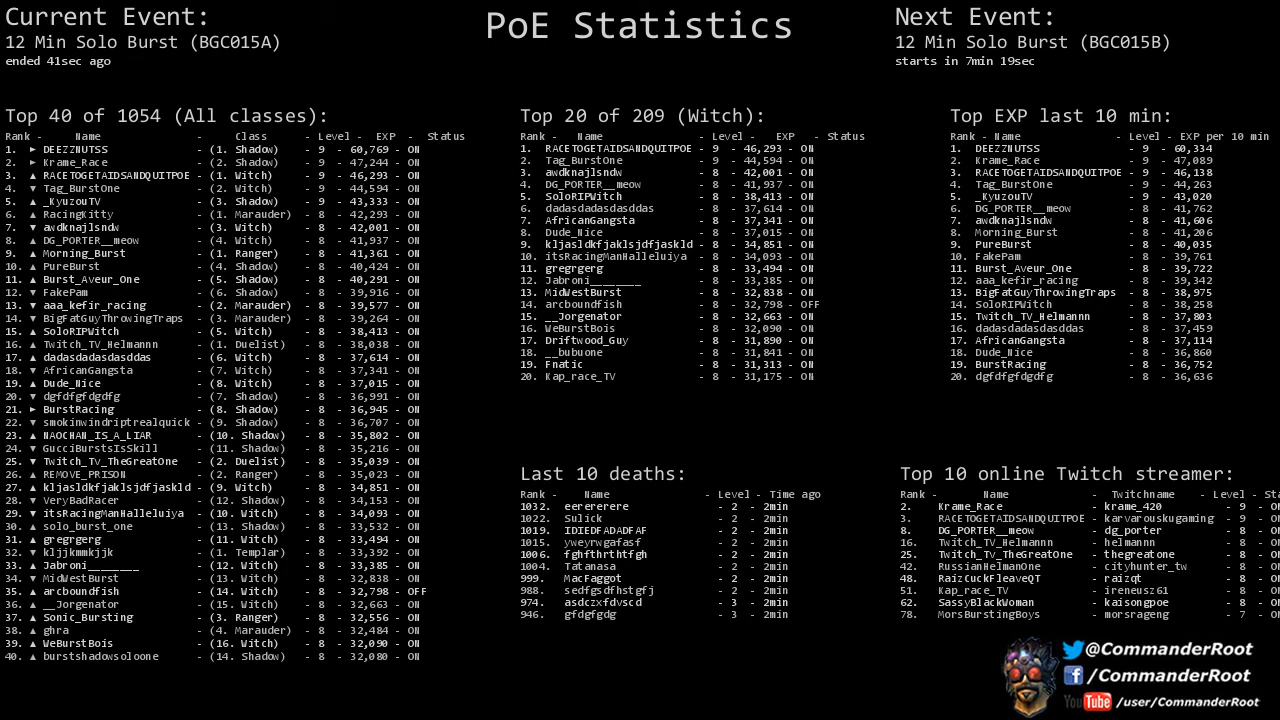 Current Event:
12 Min Solo Burst (BGC015A)
ended 41sec ago
PoE Statistics
Next Event:
12 Min Solo Burst (BGC015B)
starts in 7min 19sec
Top 40 of 1054 (All classes):
Rank - Name - Class - Level - EXP - Status
1. ► DEEZZNUTSS - (1. Shadow) - 9 - 60,769 - ON
2. ► Krame_Race - (2. Shadow) - 9 - 47,244 - ON
3. ▲ RACETOGETAIDSANDQUITPOE - (1. Witch) - 9 - 46,293 - ON
4. ▼ Tag_BurstOne - (2. Witch) - 9 - 44,594 - ON
5. ▲ _KyuzouTV - (3. Shadow) - 9 - 43,333 - ON
6. ▲ RacingKitty - (1. Marauder) - 8 - 42,293 - ON
7. ▼ awdknajlsndw - (3. Witch) - 8 - 42,001 - ON
8. ▲ DG_PORTER__meow - (4. Witch) - 8 - 41,937 - ON
9. ▲ Morning_Burst - (1. Ranger) - 8 - 41,361 - ON
10. ▲ PureBurst - (4. Shadow) - 8 - 40,424 - ON
11. ▲ Burst_Aveur_One - (5. Shadow) - 8 - 40,291 - ON
12. ▼ FakePam - (6. Shadow) - 8 - 39,916 - ON
13. ▼ aaa_kefir_racing - (2. Marauder) - 8 - 39,577 - ON
14. ▼ BigFatGuyThrowingTraps - (3. Marauder) - 8 - 39,264 - ON
15. ▲ SoloRIPWitch - (5. Witch) - 8 - 38,413 - ON
16. ▲ Twitch_TV_Helmannn - (1. Duelist) - 8 - 38,038 - ON
17. ▲ dadasdadasdasddas - (6. Witch) - 8 - 37,614 - ON
18. ▼ AfricanGangsta - (7. Witch) - 8 - 37,341 - ON
19. ▲ Dude_Nice - (8. Witch) - 8 - 37,015 - ON
20. ▼ dgfdfgfdgdfg - (7. Shadow) - 8 - 36,991 - ON
21. ► BurstRacing - (8. Shadow) - 8 - 36,945 - ON
22. ▼ smokinwindriptrealquick - (9. Shadow) - 8 - 36,707 - ON
23. ▲ NAOCHAN_IS_A_LIAR - (10. Shadow) - 8 - 35,802 - ON
24. ▲ GucciBurstsIsSkill - (11. Shadow) - 8 - 35,216 - ON
25. ▼ Twitch_Tv_TheGreatOne - (2. Duelist) - 8 - 35,039 - ON
26. ▲ REMOVE_PRISON - (2. Ranger) - 8 - 35,023 - ON
27. ▲ kljasldkfjaklsjdfjaskld - (9. Witch) - 8 - 34,851 - ON
28. ▼ VeryBadRacer - (12. Shadow) - 8 - 34,153 - ON
29. ▼ itsRacingManHalleluiya - (10. Witch) - 8 - 34,093 - ON
30. ▲ solo_burst_one - (13. Shadow) - 8 - 33,532 - ON
31. ▲ gregrgerg - (11. Witch) - 8 - 33,494 - ON
32. ▼ kljjkmmkjjk - (1. Templar) - 8 - 33,392 - ON
33. ▲ Jabroni________ - (12. Witch) - 8 - 33,385 - ON
34. ▼ MidWestBurst - (13. Witch) - 8 - 32,838 - ON
35. ▲ arcboundfish - (14. Witch) - 8 - 32,798 - OFF
36. ▲ __Jorgenator - (15. Witch) - 8 - 32,663 - ON
37. ▲ Sonic_Bursting - (3. Ranger) - 8 - 32,556 - ON
38. ▲ ghra - (4. Marauder) - 8 - 32,484 - ON
39. ▲ WeBurstBois - (16. Witch) - 8 - 32,090 - ON
40. ▲ burstshadowsoloone - (14. Shadow) - 8 - 32,080 - ON
Top 20 of 209 (Witch):
Rank - Name - Level - EXP - Status
1. RACETOGETAIDSANDQUITPOE - 9 - 46,293 - ON
2. Tag_BurstOne - 9 - 44,594 - ON
3. awdknajlsndw - 8 - 42,001 - ON
4. DG_PORTER__meow - 8 - 41,937 - ON
5. SoloRIPWitch - 8 - 38,413 - ON
6. dadasdadasdasddas - 8 - 37,614 - ON
7. AfricanGangsta - 8 - 37,341 - ON
8. Dude_Nice - 8 - 37,015 - ON
9. kljasldkfjaklsjdfjaskld - 8 - 34,851 - ON
10. itsRacingManHalleluiya - 8 - 34,093 - ON
11. gregrgerg - 8 - 33,494 - ON
12. Jabroni________ - 8 - 33,385 - ON
13. MidWestBurst - 8 - 32,838 - ON
14. arcboundfish - 8 - 32,798 - OFF
15. __Jorgenator - 8 - 32,663 - ON
16. WeBurstBois - 8 - 32,090 - ON
17. Driftwood_Guy - 8 - 31,890 - ON
18. __bubuone - 8 - 31,841 - ON
19. Fnatic - 8 - 31,313 - ON
20. Kap_race_TV - 8 - 31,175 - ON
Top EXP last 10 min:
Rank - Name - Level - EXP per 10 min
1. DEEZZNUTSS - 9 - 60,334
2. Krame_Race - 9 - 47,089
3. RACETOGETAIDSANDQUITPOE - 9 - 46,138
4. Tag_BurstOne - 9 - 44,263
5. _KyuzouTV - 9 - 43,020
6. DG_PORTER__meow - 8 - 41,762
7. awdknajlsndw - 8 - 41,606
8. Morning_Burst - 8 - 41,206
9. PureBurst - 8 - 40,035
10. FakePam - 8 - 39,761
11. Burst_Aveur_One - 8 - 39,722
12. aaa_kefir_racing - 8 - 39,342
13. BigFatGuyThrowingTraps - 8 - 38,975
14. SoloRIPWitch - 8 - 38,258
15. Twitch_TV_Helmannn - 8 - 37,803
16. dadasdadasdasddas - 8 - 37,459
17. AfricanGangsta - 8 - 37,114
18. Dude_Nice - 8 - 36,860
19. BurstRacing - 8 - 36,752
20. dgfdfgfdgdfg - 8 - 36,636
Last 10 deaths:
Rank - Name - Level - Time ago
1032. eerererere - 2 - 2min
1022. Sulick - 2 - 2min
1019. IDIEDFADADFAF - 2 - 2min
1015. yweyrwgafasf - 2 - 2min
1006. fghfthrthtfgh - 2 - 2min
1004. Tatanasa - 2 - 2min
999. MacFaggot - 2 - 2min
988. sedfgsdfhstgfj - 2 - 2min
974. asdczxfdvscd - 3 - 2min
946. gfdgfdg - 3 - 2min
Top 10 online Twitch streamer:
Rank - Name - Twitchname - Level - Sta
2. Krame_Race - krame_420 - 9 - ON
3. RACETOGETAIDSANDQUITPOE - karvarouskugaming - 9 - ON
8. DG_PORTER__meow - dg_porter - 8 - ON
16. Twitch_TV_Helmannn - helmannn - 8 - ON
25. Twitch_Tv_TheGreatOne - thegreatone - 8 - ON
42. RussianHelmanOne - cityhunter_tw - 8 - ON
48. RaizCuckFleaveQT - raizqt - 8 - ON
51. Kap_race_TV - ireneusz61 - 8 - ON
62. SassyBlackWoman - kaisongpoe - 8 - ON
78. MorsBurstingBoys - morsrageng - 7 - ON
@CommanderRoot
f /CommanderRoot
YouTube /user/CommanderRoot